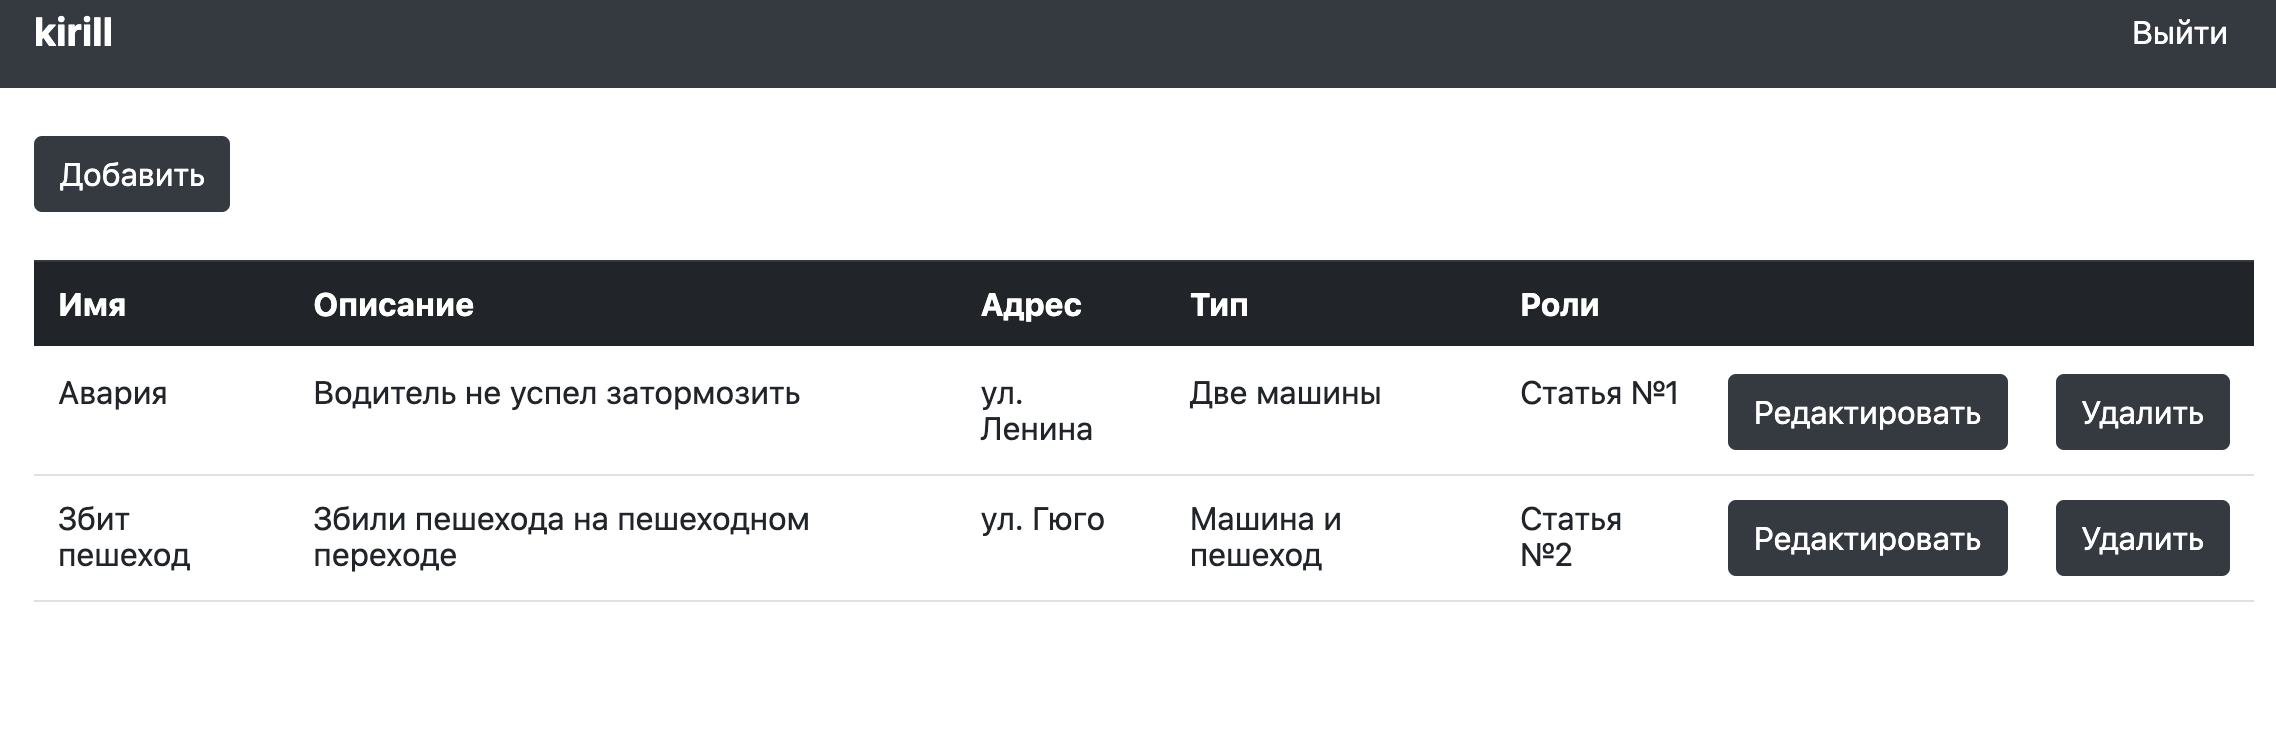 kirill Выйти
Добавить
Имя Описание Адрес Тип Роли
Авария Водитель не успел затормозить ул. Две машины Статья №1 Редактировать Удалить
Ленина
Збит Збили пешехода на пешеходном ул. Гюго Машина и Статья Редактировать Удалить
пешеход переходе пешеход №2